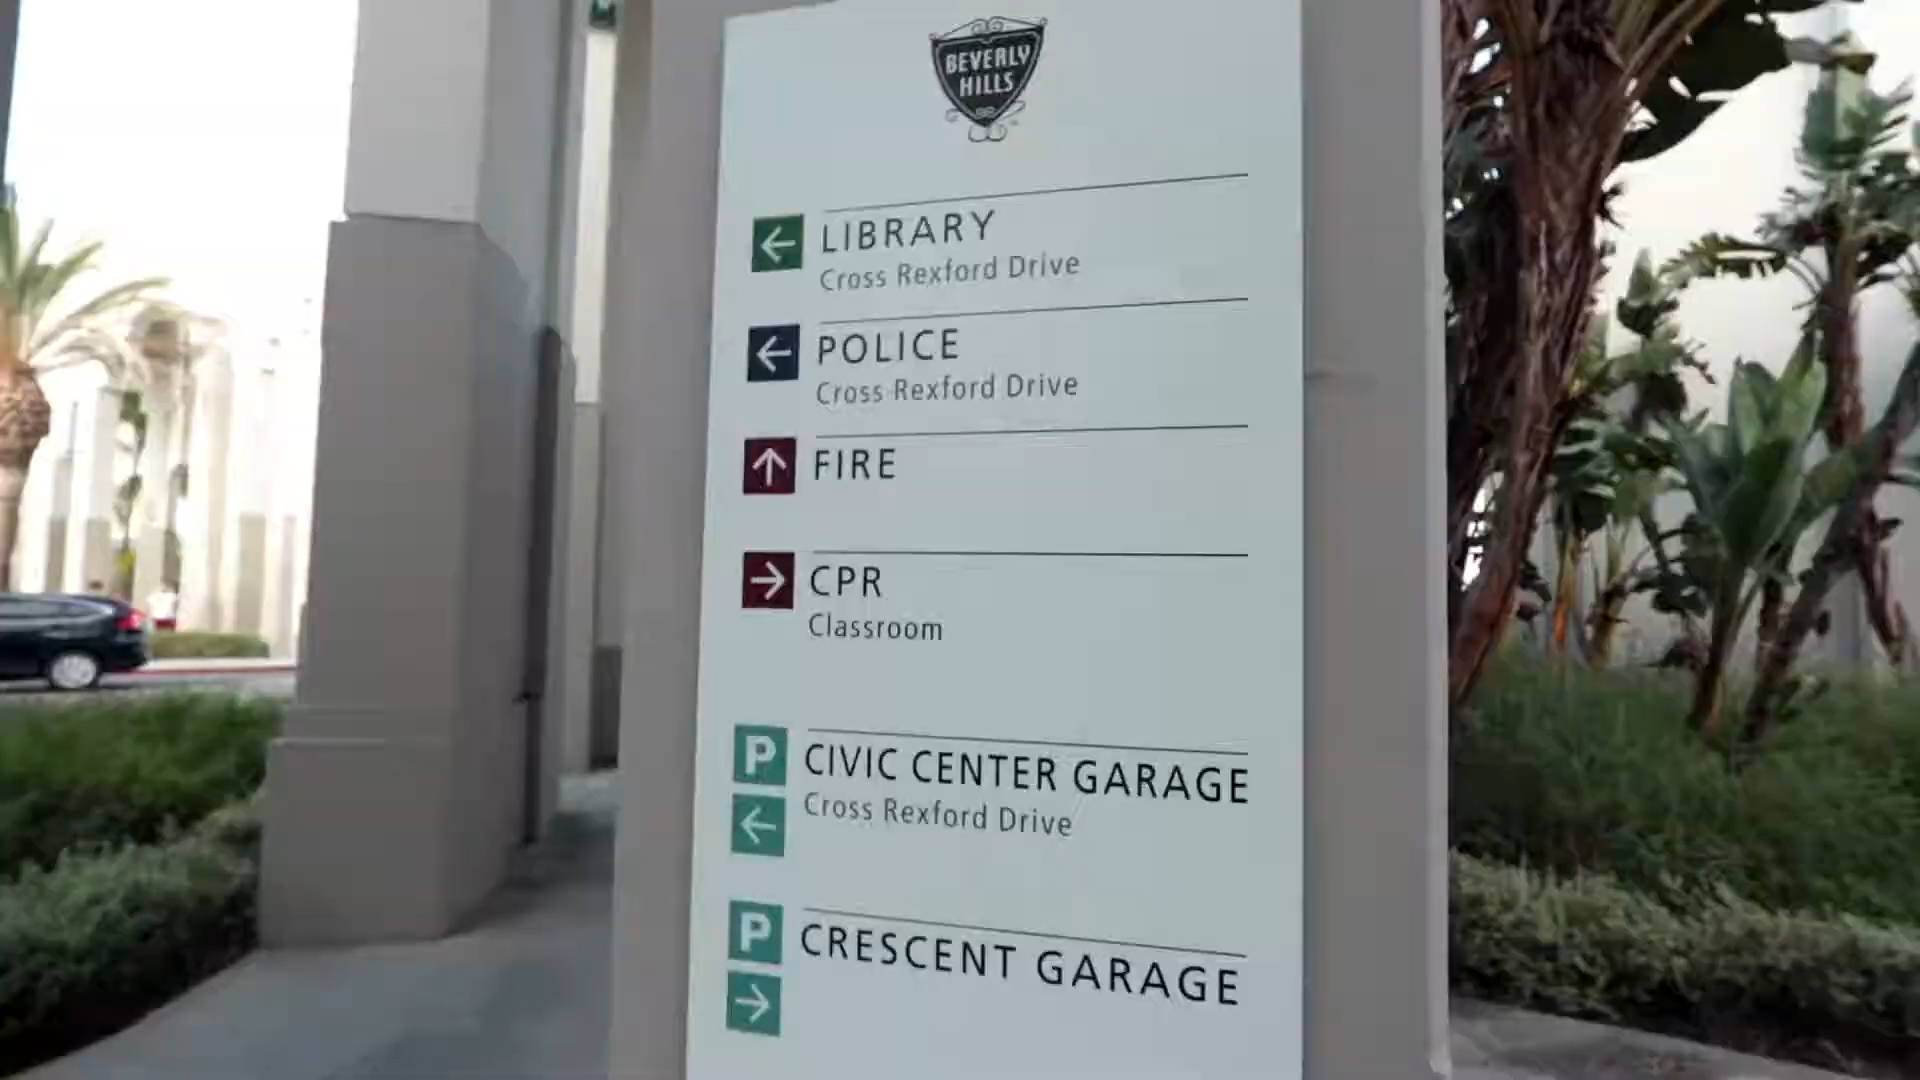 BEVERLY
HILLS
LIBRARY
Cross Rexford Drive
POLICE
Cross Rexford Drive
FIRE
CPR
Classroom
P
CIVIC CENTER GARAGE
Cross Rexford Drive
P
CRESCENT GARAGE